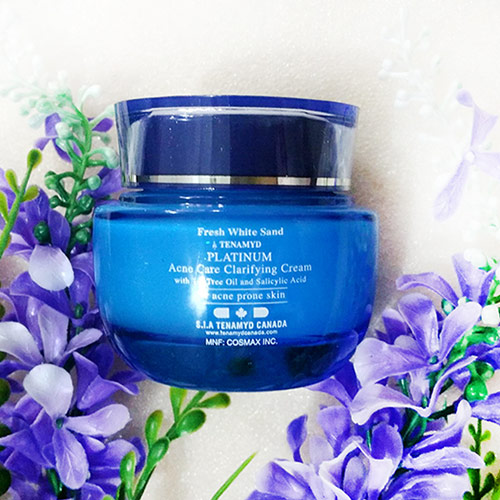 Fresh White Sand
TENAMYD
PLATINUM
Acne Care Clarifying Cream
with Tree Oil and Salicylic Acid
acne prone skin
S.I.A TENAMYD CANADA
www.tenamydcanada.com
MNF: COSMAX INC.